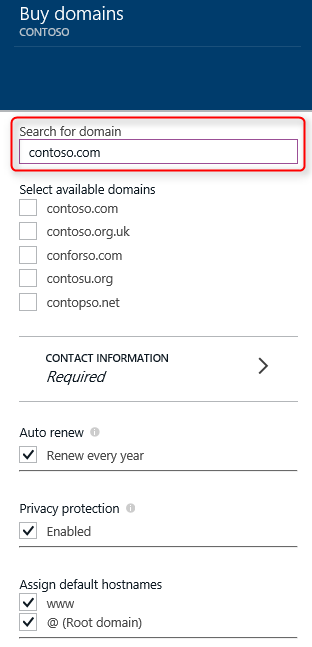 Buy domains
CONTOSO
Search for domain
contoso.com
Select available domains
contoso.com
contoso.org.uk
conforso.com
contosu.org
contopso.net
CONTACT INFORMATION
Required
Auto renew
Renew every year
Privacy protection
Enabled
Assign default hostnames
www
@ (Root domain)